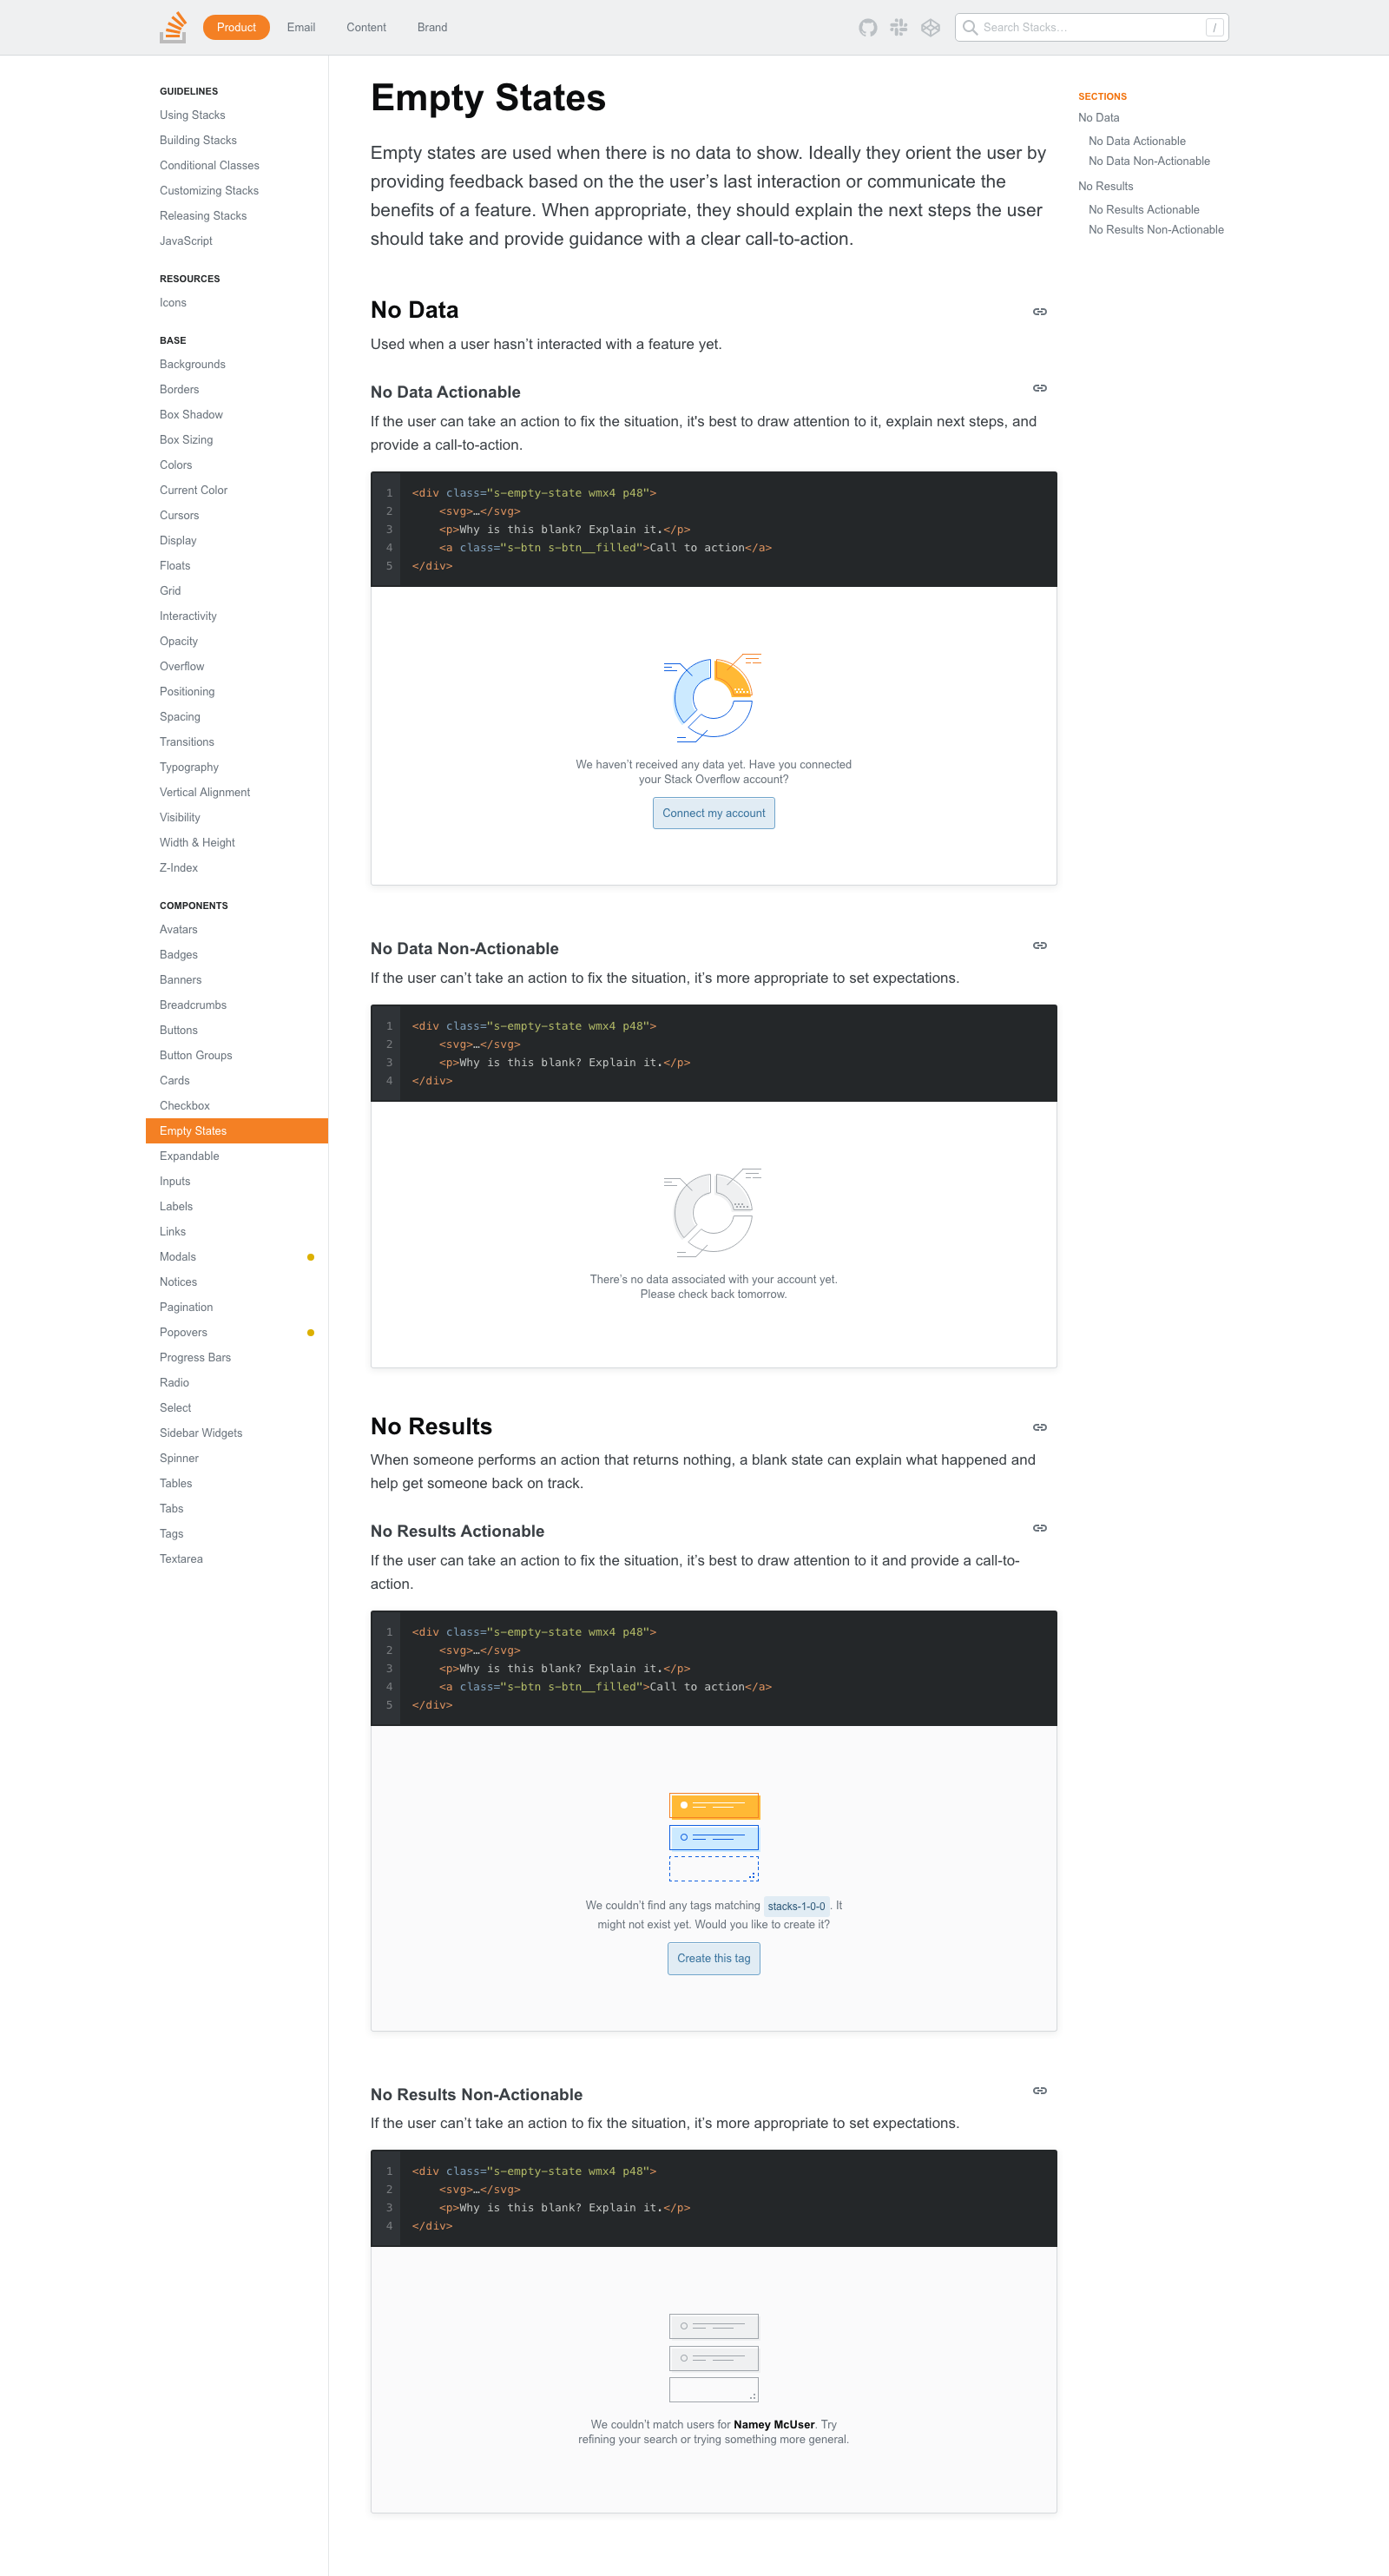 Product
Email
Content
Brand
Search Stacks…
/
GUIDELINES
Using Stacks
Building Stacks
Conditional Classes
Customizing Stacks
Releasing Stacks
JavaScript
RESOURCES
Icons
BASE
Backgrounds
Borders
Box Shadow
Box Sizing
Colors
Current Color
Cursors
Display
Floats
Grid
Interactivity
Opacity
Overflow
Positioning
Spacing
Transitions
Typography
Vertical Alignment
Visibility
Width & Height
Z-Index
COMPONENTS
Avatars
Badges
Banners
Breadcrumbs
Buttons
Button Groups
Cards
Checkbox
Empty States
Expandable
Inputs
Labels
Links
Modals
Notices
Pagination
Popovers
Progress Bars
Radio
Select
Sidebar Widgets
Spinner
Tables
Tabs
Tags
Textarea
Empty States
Empty states are used when there is no data to show. Ideally they orient the user by
providing feedback based on the the user’s last interaction or communicate the
benefits of a feature. When appropriate, they should explain the next steps the user
should take and provide guidance with a clear call-to-action.
No Data
Used when a user hasn’t interacted with a feature yet.
No Data Actionable
If the user can take an action to fix the situation, it's best to draw attention to it, explain next steps, and
provide a call-to-action.
1 <div class="s-empty-state wmx4 p48">
2 <svg>…</svg>
3 <p>Why is this blank? Explain it.</p>
4 <a class="s-btn s-btn__filled">Call to action</a>
5 </div>
We haven’t received any data yet. Have you connected
your Stack Overflow account?
Connect my account
No Data Non-Actionable
If the user can’t take an action to fix the situation, it’s more appropriate to set expectations.
1 <div class="s-empty-state wmx4 p48">
2 <svg>…</svg>
3 <p>Why is this blank? Explain it.</p>
4 </div>
There’s no data associated with your account yet.
Please check back tomorrow.
No Results
When someone performs an action that returns nothing, a blank state can explain what happened and
help get someone back on track.
No Results Actionable
If the user can take an action to fix the situation, it’s best to draw attention to it and provide a call-to-
action.
1 <div class="s-empty-state wmx4 p48">
2 <svg>…</svg>
3 <p>Why is this blank? Explain it.</p>
4 <a class="s-btn s-btn__filled">Call to action</a>
5 </div>
We couldn’t find any tags matching stacks-1-0-0. It
might not exist yet. Would you like to create it?
Create this tag
No Results Non-Actionable
If the user can’t take an action to fix the situation, it’s more appropriate to set expectations.
1 <div class="s-empty-state wmx4 p48">
2 <svg>…</svg>
3 <p>Why is this blank? Explain it.</p>
4 </div>
We couldn’t match users for Namey McUser. Try
refining your search or trying something more general.
SECTIONS
No Data
No Data Actionable
No Data Non-Actionable
No Results
No Results Actionable
No Results Non-Actionable